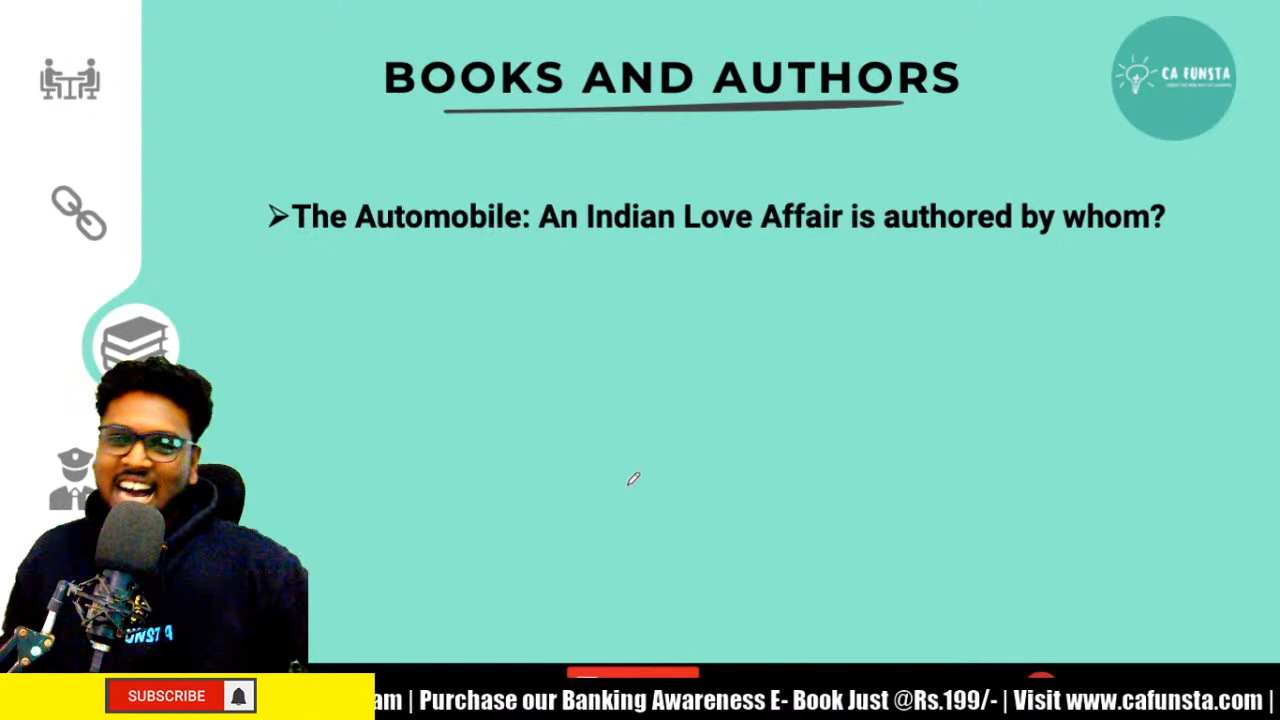 BOOKS AND AUTHORS
CA FUNSTA
➢The Automobile: An Indian Love Affair is authored by whom?
UNSTA
SUBSCRIBE
am | Purchase our Banking Awareness E- Book Just @Rs.199/- | Visit www.cafunsta.com |